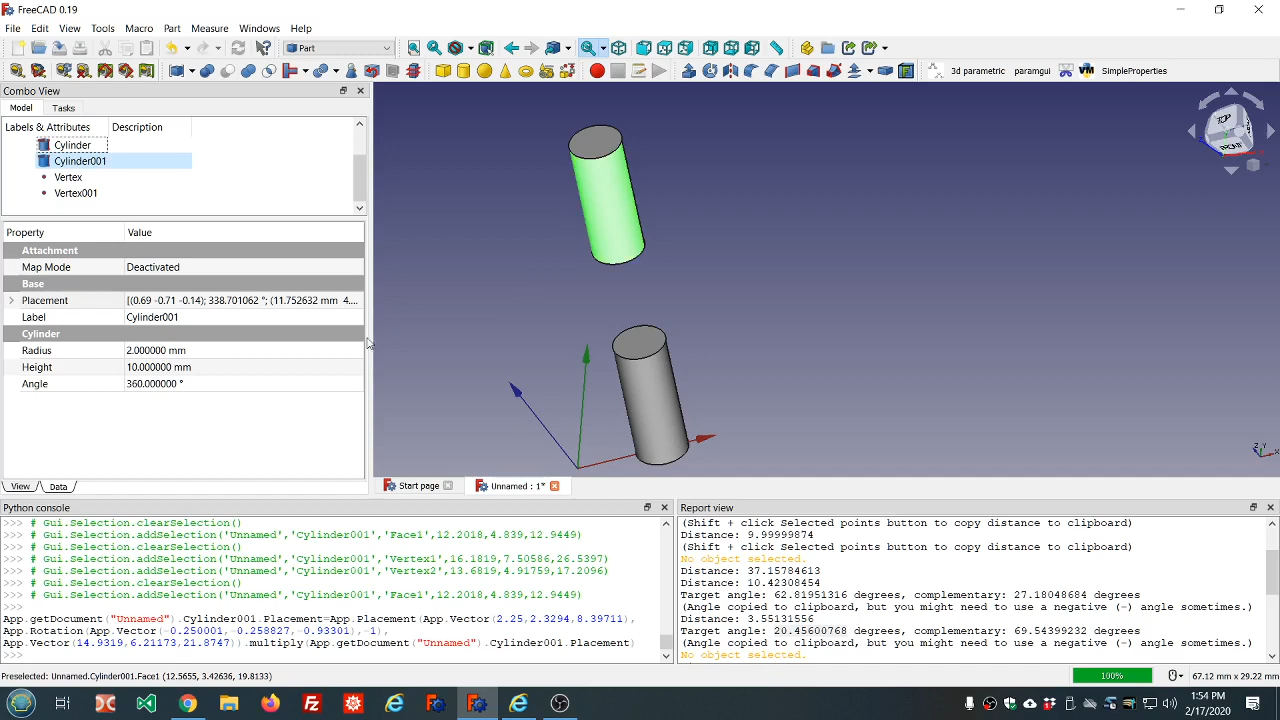 FreeCAD 0.19
File Edit View Tools Macro Part Measure Windows Help
Part
3d parametric paramgui VM SimpleProperties
Combo View
Model Tasks
Labels & Attributes Description
Cylinder
Cylinder001
Vertex
Vertex001
Property Value
Attachment
Map Mode Deactivated
Base
Placement [(0.69 -0.71 -0.14); 338.701062 °; (11.752632 mm 4....
Label Cylinder001
Cylinder
Radius 2.000000 mm
Height 10.000000 mm
Angle 360.000000 °
View Data
TOP
FRONT
Start page Unnamed : 1*
Python console
>>> # Gui.Selection.clearSelection()
>>> # Gui.Selection.addSelection('Unnamed','Cylinder001','Face1',12.2018,4.839,12.9449)
>>> # Gui.Selection.clearSelection()
>>> # Gui.Selection.addSelection('Unnamed','Cylinder001','Vertex1',16.1819,7.50586,26.5397)
>>> # Gui.Selection.addSelection('Unnamed','Cylinder001','Vertex2',13.6819,4.91759,17.2096)
>>> # Gui.Selection.clearSelection()
>>> # Gui.Selection.addSelection('Unnamed','Cylinder001','Face1',12.2018,4.839,12.9449)
>>>
App.getDocument("Unnamed").Cylinder001.Placement=App.Placement(App.Vector(2.25,2.3294,8.39711),
App.Rotation(App.Vector(-0.250001,-0.258827,-0.93301),-1),
App.Vector(14.9319,6.21173,21.8747)).multiply(App.getDocument("Unnamed").Cylinder001.Placement)
>>>
Report view
(Shift + click Selected points button to copy distance to clipboard)
Distance: 9.99999874
(Shift + click Selected points button to copy distance to clipboard)
No object selected.
Distance: 37.15784613
Distance: 10.42308454
Target angle: 62.81951316 degrees, complementary: 27.18048684 degrees
(Angle copied to clipboard, but you might need to use a negative (-) angle sometimes.)
Distance: 3.55131556
Target angle: 20.45600768 degrees, complementary: 69.54399232 degrees
(Angle copied to clipboard, but you might need to use a negative (-) angle sometimes.)
No object selected.
Preselected: Unnamed.Cylinder001.Face1 (12.5655, 3.42636, 19.8133)
100%
67.12 mm x 29.22 mm
1:54 PM
2/17/2020